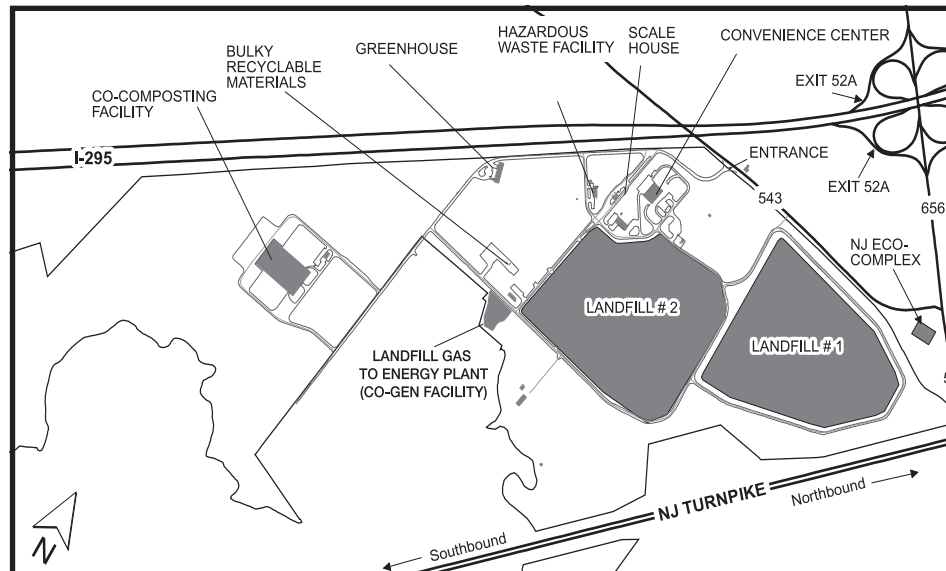 HAZARDOUS
WASTE FACILITY
SCALE
HOUSE
CONVENIENCE CENTER
BULKY
RECYCLABLE
MATERIALS
GREENHOUSE
CO-COMPOSTING
FACILITY
EXIT 52A
I-295
ENTRANCE
EXIT 52A
543
656
NJ ECO-
COMPLEX
LANDFILL # 2
LANDFILL # 1
LANDFILL GAS
TO ENERGY PLANT
(CO-GEN FACILITY)
NJ TURNPIKE
Northbound
Southbound
N